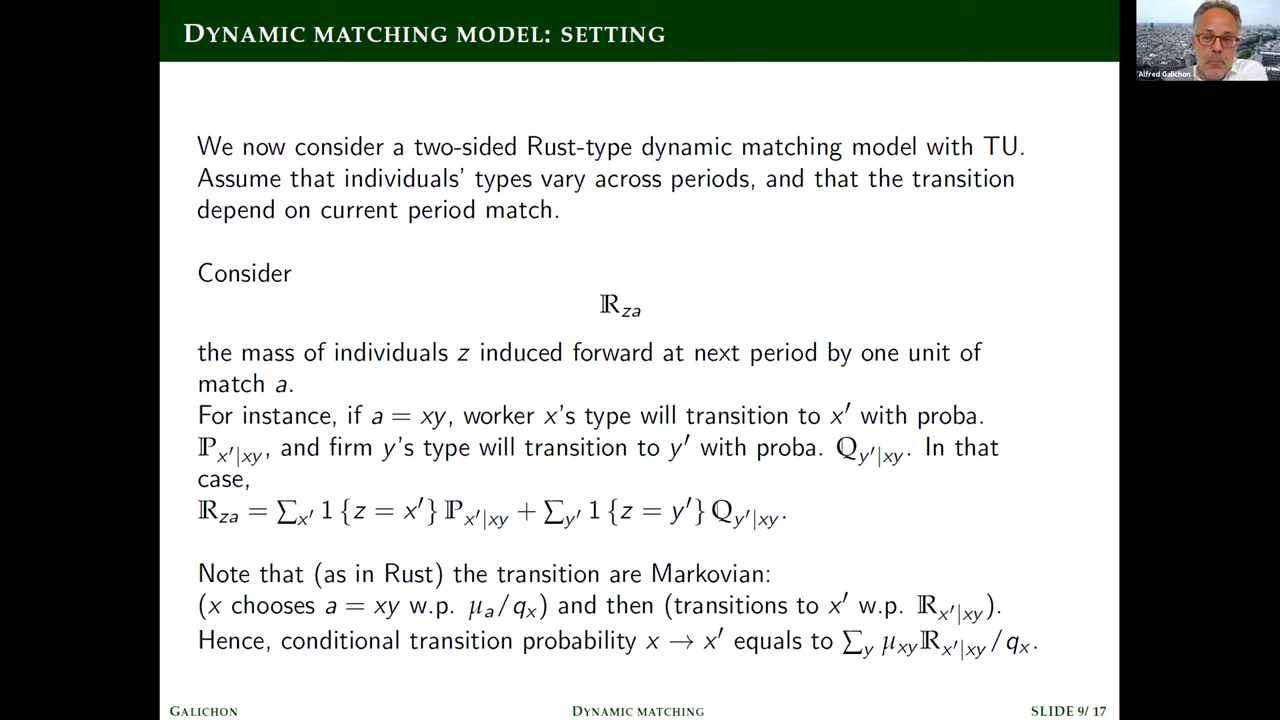 DYNAMIC MATCHING MODEL: SETTING
Alfred Galichon
We now consider a two-sided Rust-type dynamic matching model with TU.
Assume that individuals' types vary across periods, and that the transition
depend on current period match.
Consider
ℝ_{za}
the mass of individuals z induced forward at next period by one unit of
match a.
For instance, if a = xy, worker x's type will transition to x′ with proba.
ℙ_{x′|xy}, and firm y's type will transition to y′ with proba. ℚ_{y′|xy}. In that
case,
ℝ_{za} = ∑_{x′} 1 {z = x′} ℙ_{x′|xy} + ∑_{y′} 1 {z = y′} ℚ_{y′|xy}.
Note that (as in Rust) the transition are Markovian:
(x chooses a = xy w.p. μ_a/q_x) and then (transitions to x′ w.p. ℝ_{x′|xy}).
Hence, conditional transition probability x → x′ equals to ∑_y μ_{xy}ℝ_{x′|xy}/q_x.
GALICHON
DYNAMIC MATCHING
SLIDE 9/ 17